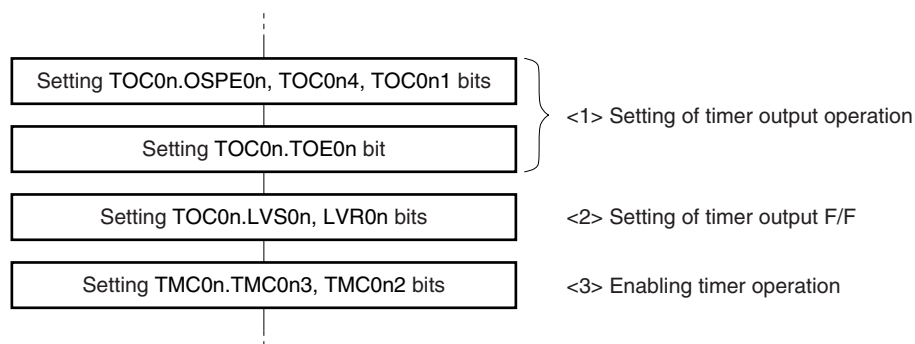 Setting TOC0n.OSPE0n, TOC0n4, TOC0n1 bits
<1> Setting of timer output operation
Setting TOC0n.TOE0n bit
Setting TOC0n.LVS0n, LVR0n bits
<2> Setting of timer output F/F
Setting TMC0n.TMC0n3, TMC0n2 bits
<3> Enabling timer operation